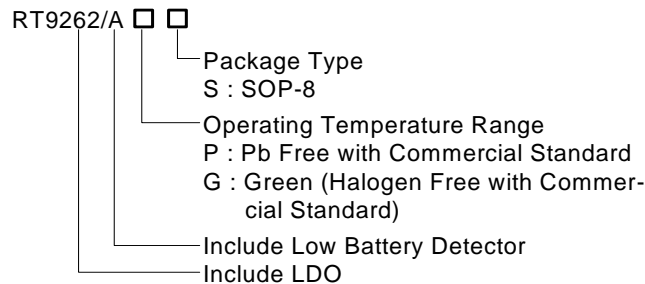 RT9262/A
Package Type
S : SOP-8
Operating Temperature Range
P : Pb Free with Commercial Standard
G : Green (Halogen Free with Commer-
cial Standard)
Include Low Battery Detector
Include LDO